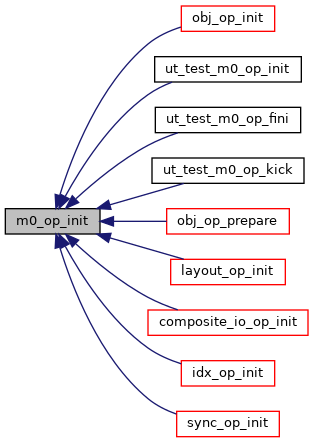 obj_op_init
ut_test_m0_op_init
ut_test_m0_op_fini
ut_test_m0_op_kick
m0_op_init
obj_op_prepare
layout_op_init
composite_io_op_init
idx_op_init
sync_op_init